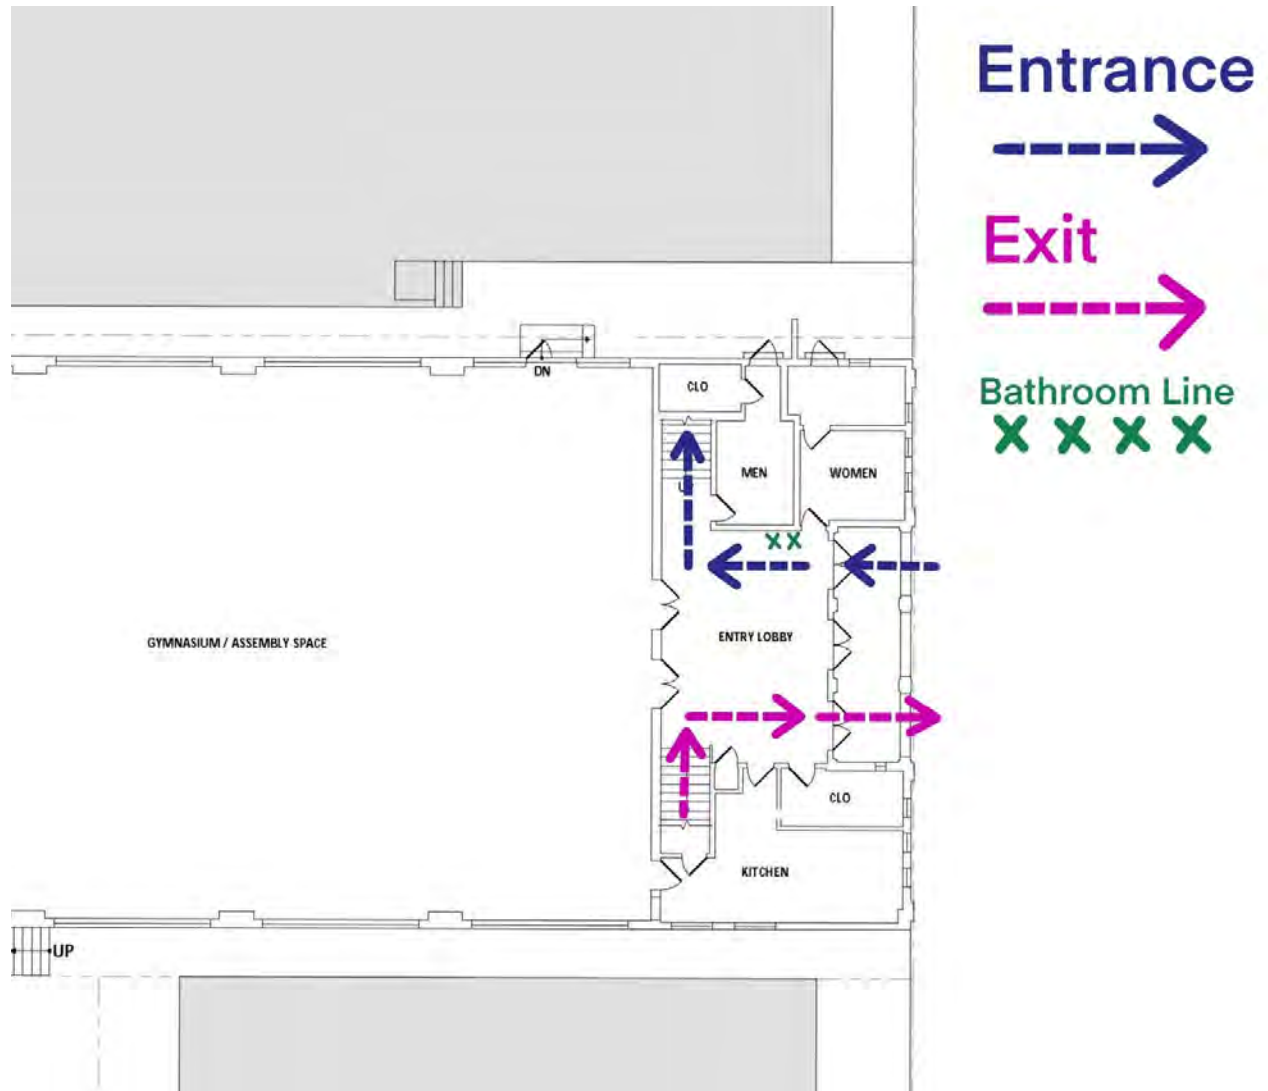 Entrance
Exit
Bathroom Line
DN
CLO
MEN
WOMEN
GYMNASIUM / ASSEMBLY SPACE
ENTRY LOBBY
CLO
KITCHEN
UP